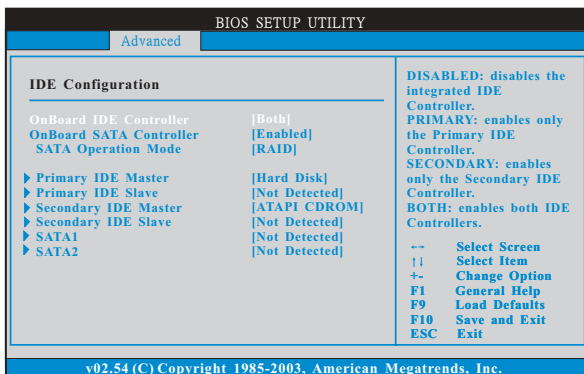 BIOS SETUP UTILITY
Advanced
IDE Configuration
OnBoard IDE Controller [Both]
OnBoard SATA Controller [Enabled]
SATA Operation Mode [RAID]
Primary IDE Master [Hard Disk]
Primary IDE Slave [Not Detected]
Secondary IDE Master [ATAPI CDROM]
Secondary IDE Slave [Not Detected]
SATA1 [Not Detected]
SATA2 [Not Detected]
DISABLED: disables the
integrated IDE
Controller.
PRIMARY: enables only
the Primary IDE
Controller.
SECONDARY: enables
only the Secondary IDE
Controller.
BOTH: enables both IDE
Controllers.
←→ Select Screen
↑↓ Select Item
+- Change Option
F1 General Help
F9 Load Defaults
F10 Save and Exit
ESC Exit
v02.54 (C) Copyright 1985-2003, American Megatrends, Inc.